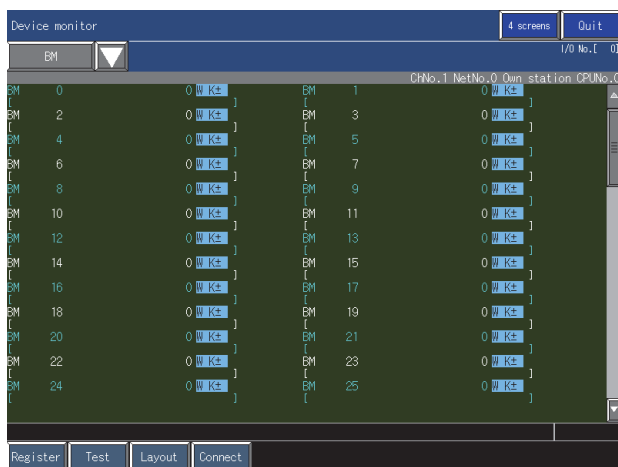 Device monitor 4 screens Quit
BM I/O No.[ 0]
ChNo.1 NetNo.0 Own station CPUNo.0
BM 0 0 W K± BM 1 0 W K±
[ ] [ ]
BM 2 0 W K± BM 3 0 W K±
[ ] [ ]
BM 4 0 W K± BM 5 0 W K±
[ ] [ ]
BM 6 0 W K± BM 7 0 W K±
[ ] [ ]
BM 8 0 W K± BM 9 0 W K±
[ ] [ ]
BM 10 0 W K± BM 11 0 W K±
[ ] [ ]
BM 12 0 W K± BM 13 0 W K±
[ ] [ ]
BM 14 0 W K± BM 15 0 W K±
[ ] [ ]
BM 16 0 W K± BM 17 0 W K±
[ ] [ ]
BM 18 0 W K± BM 19 0 W K±
[ ] [ ]
BM 20 0 W K± BM 21 0 W K±
[ ] [ ]
BM 22 0 W K± BM 23 0 W K±
[ ] [ ]
BM 24 0 W K± BM 25 0 W K±
[ ] [ ]
Register Test Layout Connect